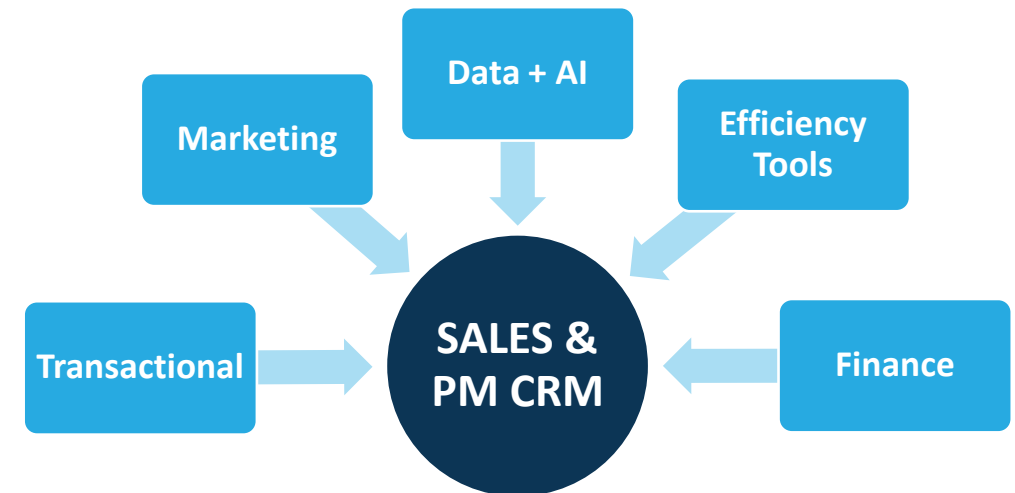 Data + AI
Marketing
Efficiency
Tools
Transactional
SALES &
PM CRM
Finance